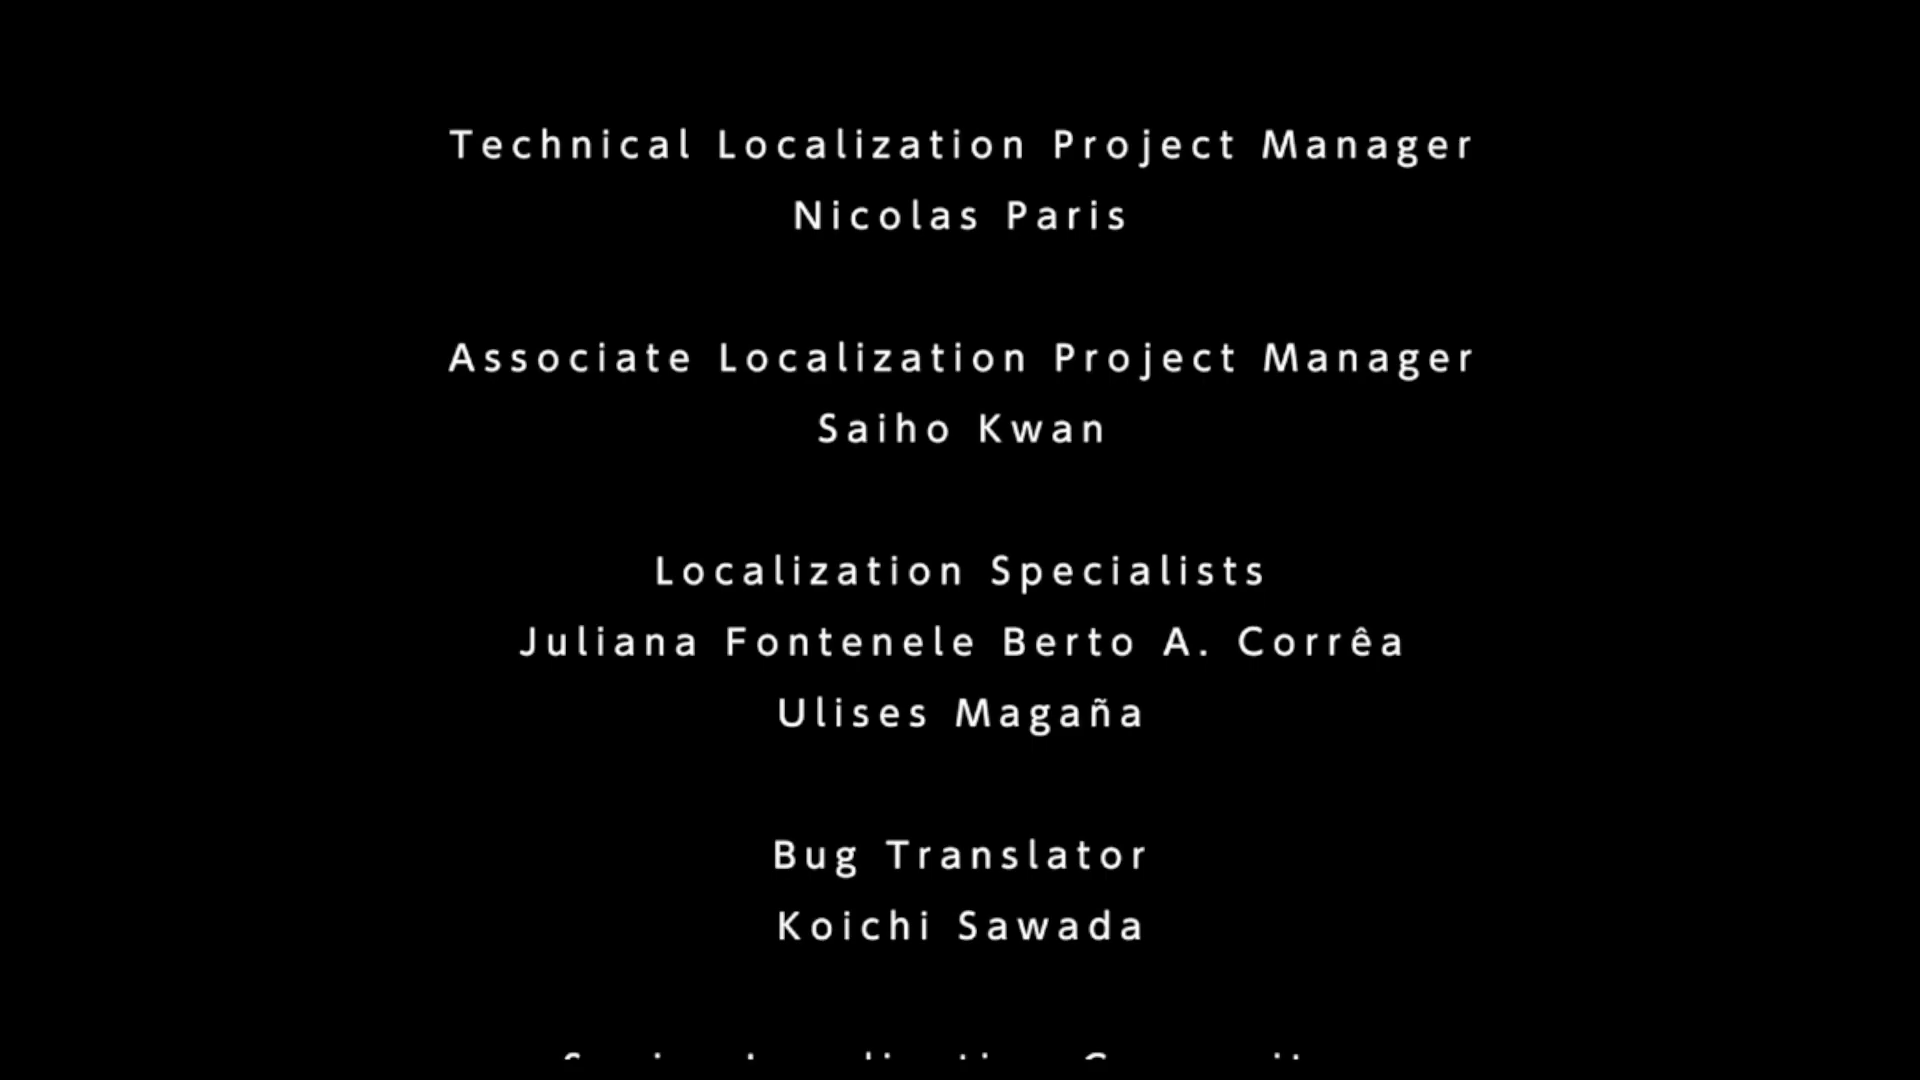 Technical Localization Project Manager
Nicolas Paris
Associate Localization Project Manager
Saiho Kwan
Localization Specialists
Juliana Fontenele Berto A. Corrêa
Ulises Magaña
Bug Translator
Koichi Sawada